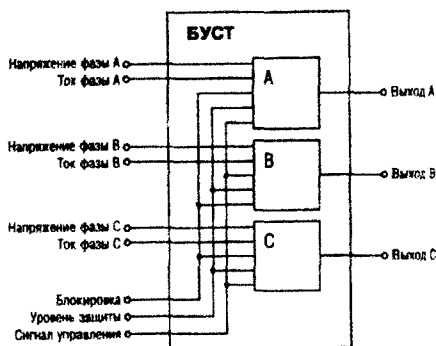 БУСТ
Напряжение фазы А
Ток фазы А
A
Выход А
Напряжение фазы В
Ток фазы В
B
Выход В
Напряжение фазы С
Ток фазы С
C
Выход С
Блокировка
Уровень защиты
Сигнал управления